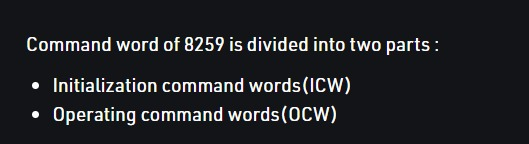 Command word of 8259 is divided into two parts :
• Initialization command words(ICW)
• Operating command words(OCW)